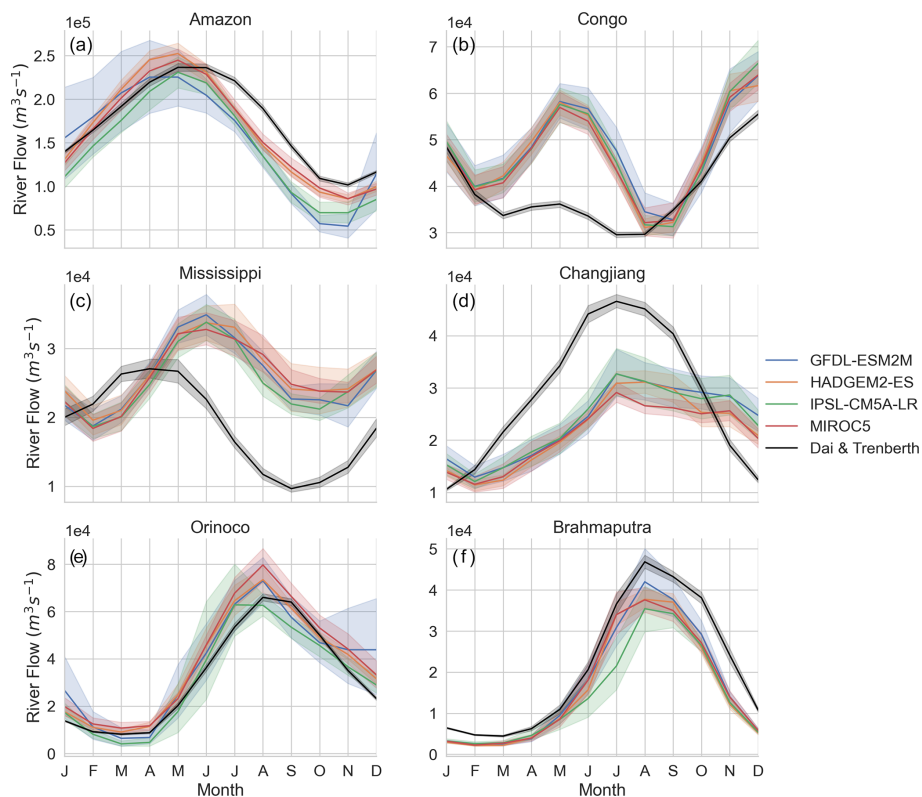 Amazon
1e5
(a)
River Flow (m³s⁻¹)
2.5
2.0
1.5
1.0
0.5
Congo
1e4
(b)
7
6
5
4
3
Mississippi
1e4
(c)
River Flow (m³s⁻¹)
3
2
1
Changjiang
1e4
(d)
4
3
2
1
GFDL-ESM2M
HADGEM2-ES
IPSL-CM5A-LR
MIROC5
Dai & Trenberth
Orinoco
1e4
(e)
River Flow (m³s⁻¹)
8
6
4
2
0
J F M A M J J A S O N D
Month
Brahmaputra
1e4
(f)
5
4
3
2
1
0
J F M A M J J A S O N D
Month